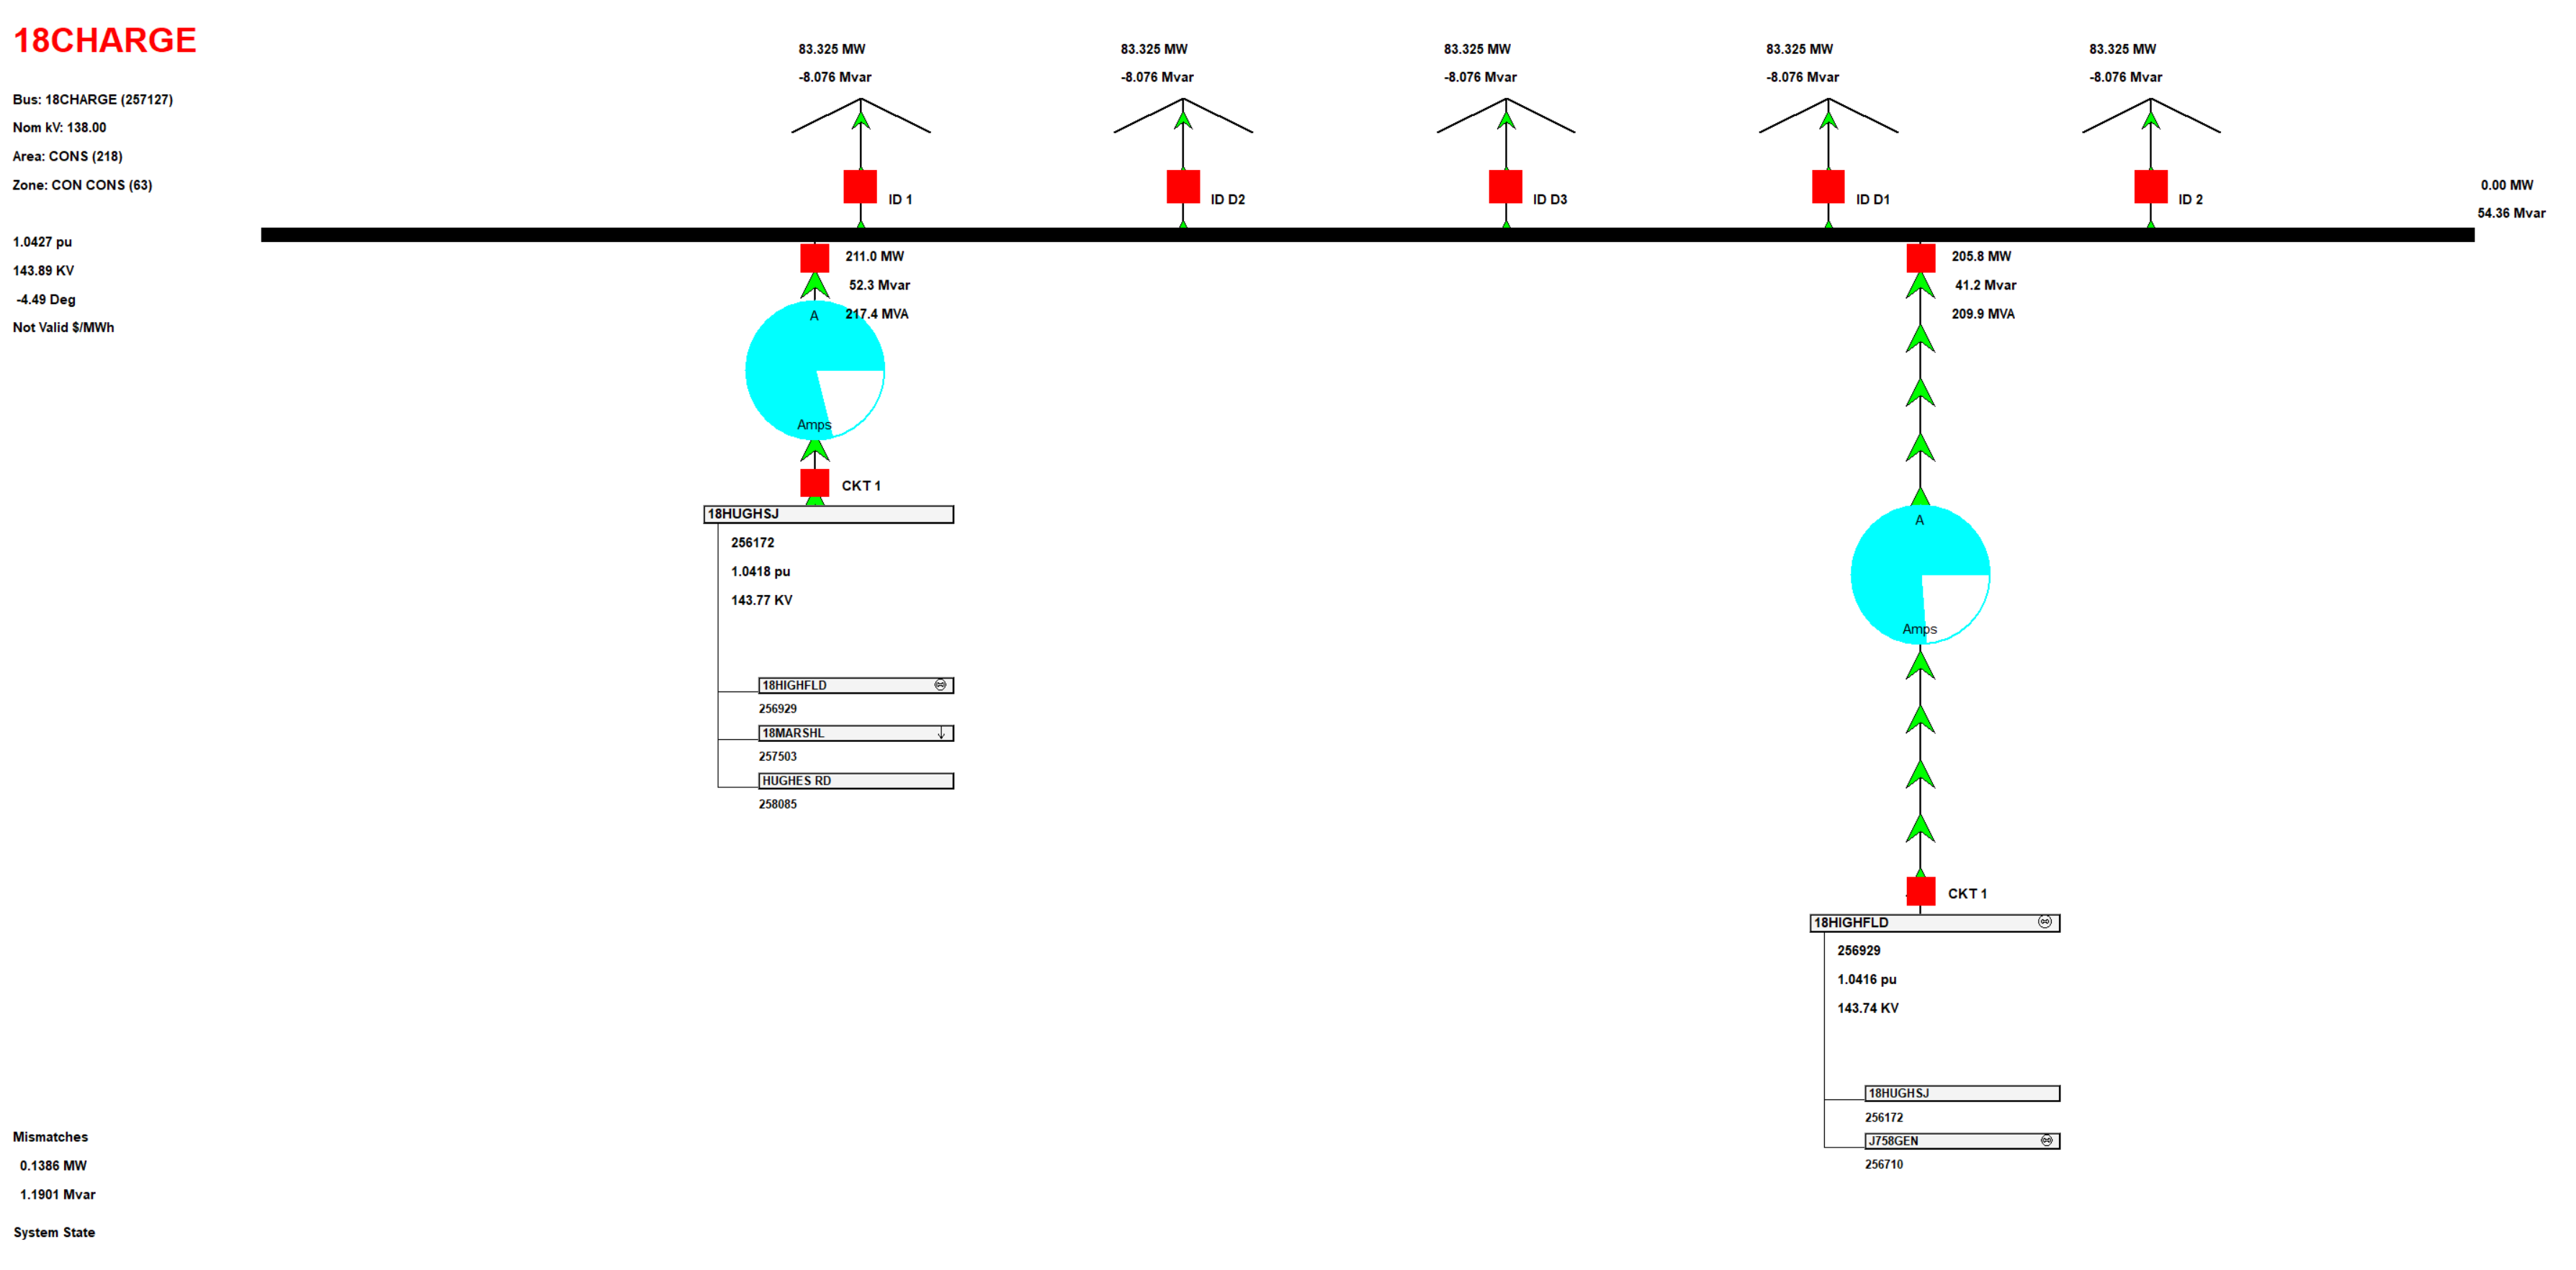 18CHARGE
Bus: 18CHARGE (257127)
Nom kV: 138.00
Area: CONS (218)
Zone: CON CONS (63)
1.0427 pu
143.89 KV
-4.49 Deg
Not Valid $/MWh
83.325 MW
-8.076 Mvar
ID 1
83.325 MW
-8.076 Mvar
ID D2
83.325 MW
-8.076 Mvar
ID D3
83.325 MW
-8.076 Mvar
ID D1
83.325 MW
-8.076 Mvar
ID 2
0.00 MW
54.36 Mvar
211.0 MW
52.3 Mvar
217.4 MVA
A
Amps
CKT 1
18HUGHSJ
256172
1.0418 pu
143.77 KV
18HIGHFLD
256929
18MARSHL
257503
HUGHES RD
258085
205.8 MW
41.2 Mvar
209.9 MVA
A
Amps
CKT 1
18HIGHFLD
256929
1.0416 pu
143.74 KV
18HUGHSJ
256172
J758GEN
256710
Mismatches
0.1386 MW
1.1901 Mvar
System State